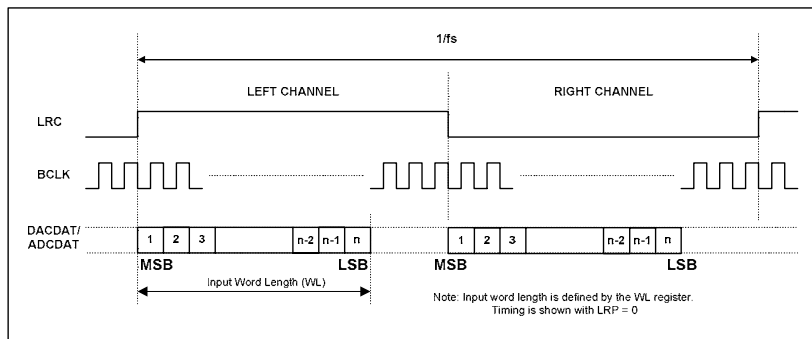 1/fs
LEFT CHANNEL RIGHT CHANNEL
LRC
BCLK
DACDAT/
ADCDAT
1 2 3 n-2 n-1 n 1 2 3 n-2 n-1 n
MSB LSB MSB LSB
Input Word Length (WL)
Note: Input word length is defined by the WL register.
Timing is shown with LRP = 0